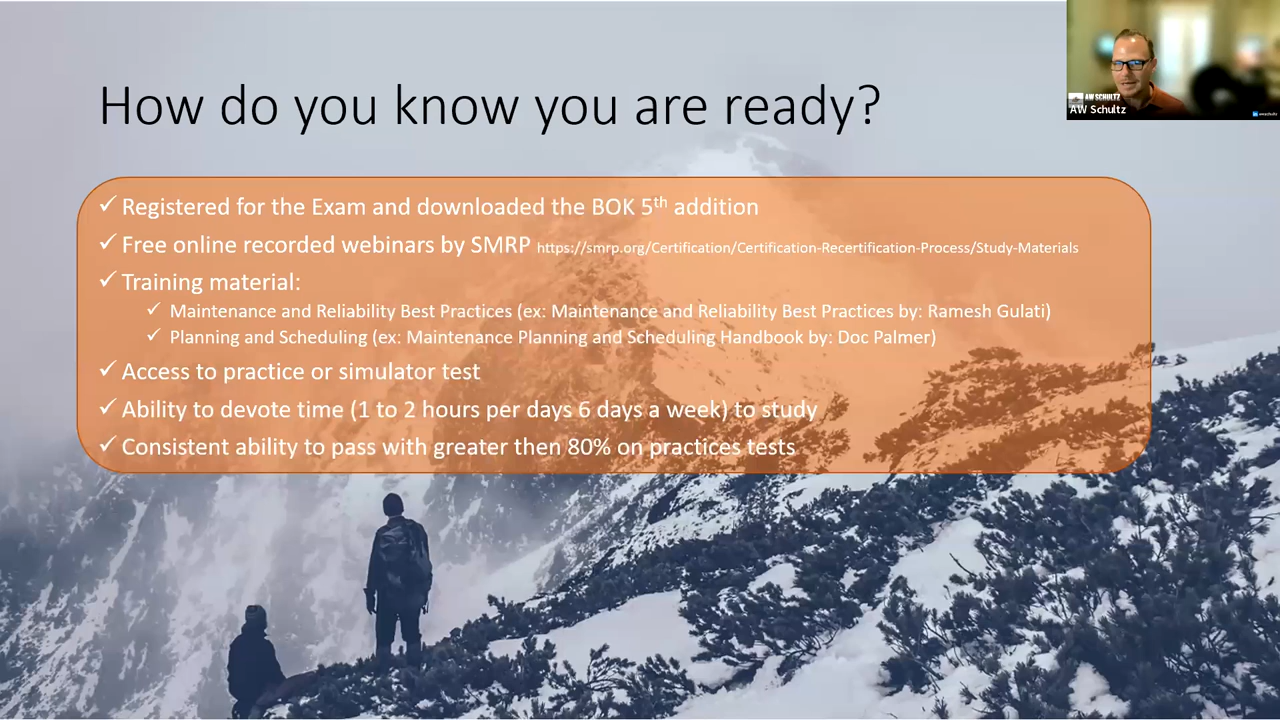 How do you know you are ready?
✓ Registered for the Exam and downloaded the BOK 5th addition
✓ Free online recorded webinars by SMRP https://smrp.org/Certification/Certification-Recertification-Process/Study-Materials
✓ Training material:
✓ Maintenance and Reliability Best Practices (ex: Maintenance and Reliability Best Practices by: Ramesh Gulati)
✓ Planning and Scheduling (ex: Maintenance Planning and Scheduling Handbook by: Doc Palmer)
✓ Access to practice or simulator test
✓ Ability to devote time (1 to 2 hours per days 6 days a week) to study
✓ Consistent ability to pass with greater then 80% on practices tests
AW SCHULTZ
AW Schultz